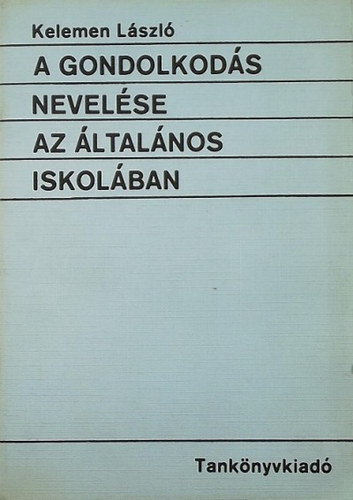 Kelemen László
A GONDOLKODÁS
NEVELÉSE
AZ ÁLTALÁNOS
ISKOLÁBAN
Tankönyvkiadó